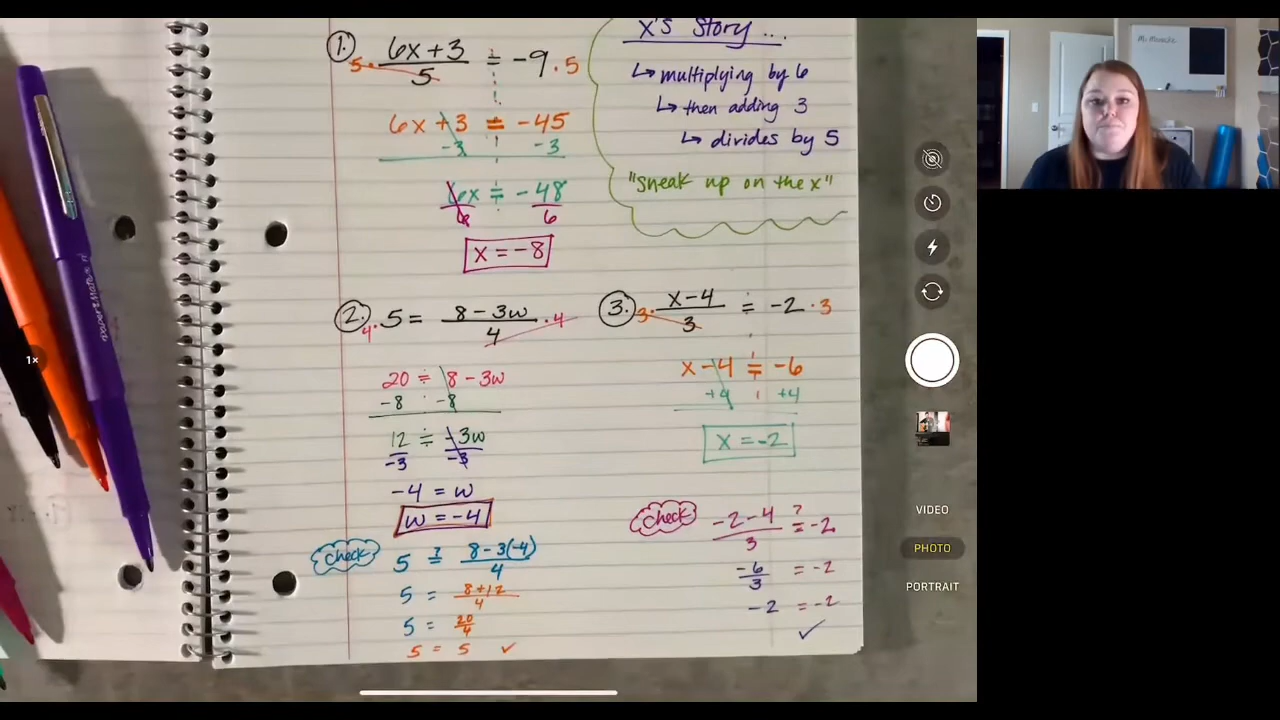 1. 6x+3/5 = -9 · 5
5 ·
6x + 3 = -45
-3 -3
6x = -48
6 6
x = -8
X's Story ...
↳ multiplying by 6
↳ then adding 3
↳ divides by 5
"Sneak up on the x"
2. 5 = 8 - 3w/4 · 4
4 ·
20 = 8 - 3w
-8 -8
12 = -3w
-3 -3
-4 = w
w = -4
Check
5 ?= 8 - 3(-4)/4
5 = 8+12/4
5 = 20/4
5 = 5 ✓
3. x-4/3 = -2 · 3
3 ·
x - 4 = -6
+4 +4
x = -2
Check
-2-4/3 ?= -2
-6/3 = -2
-2 = -2
✓
1×
VIDEO
PHOTO
PORTRAIT